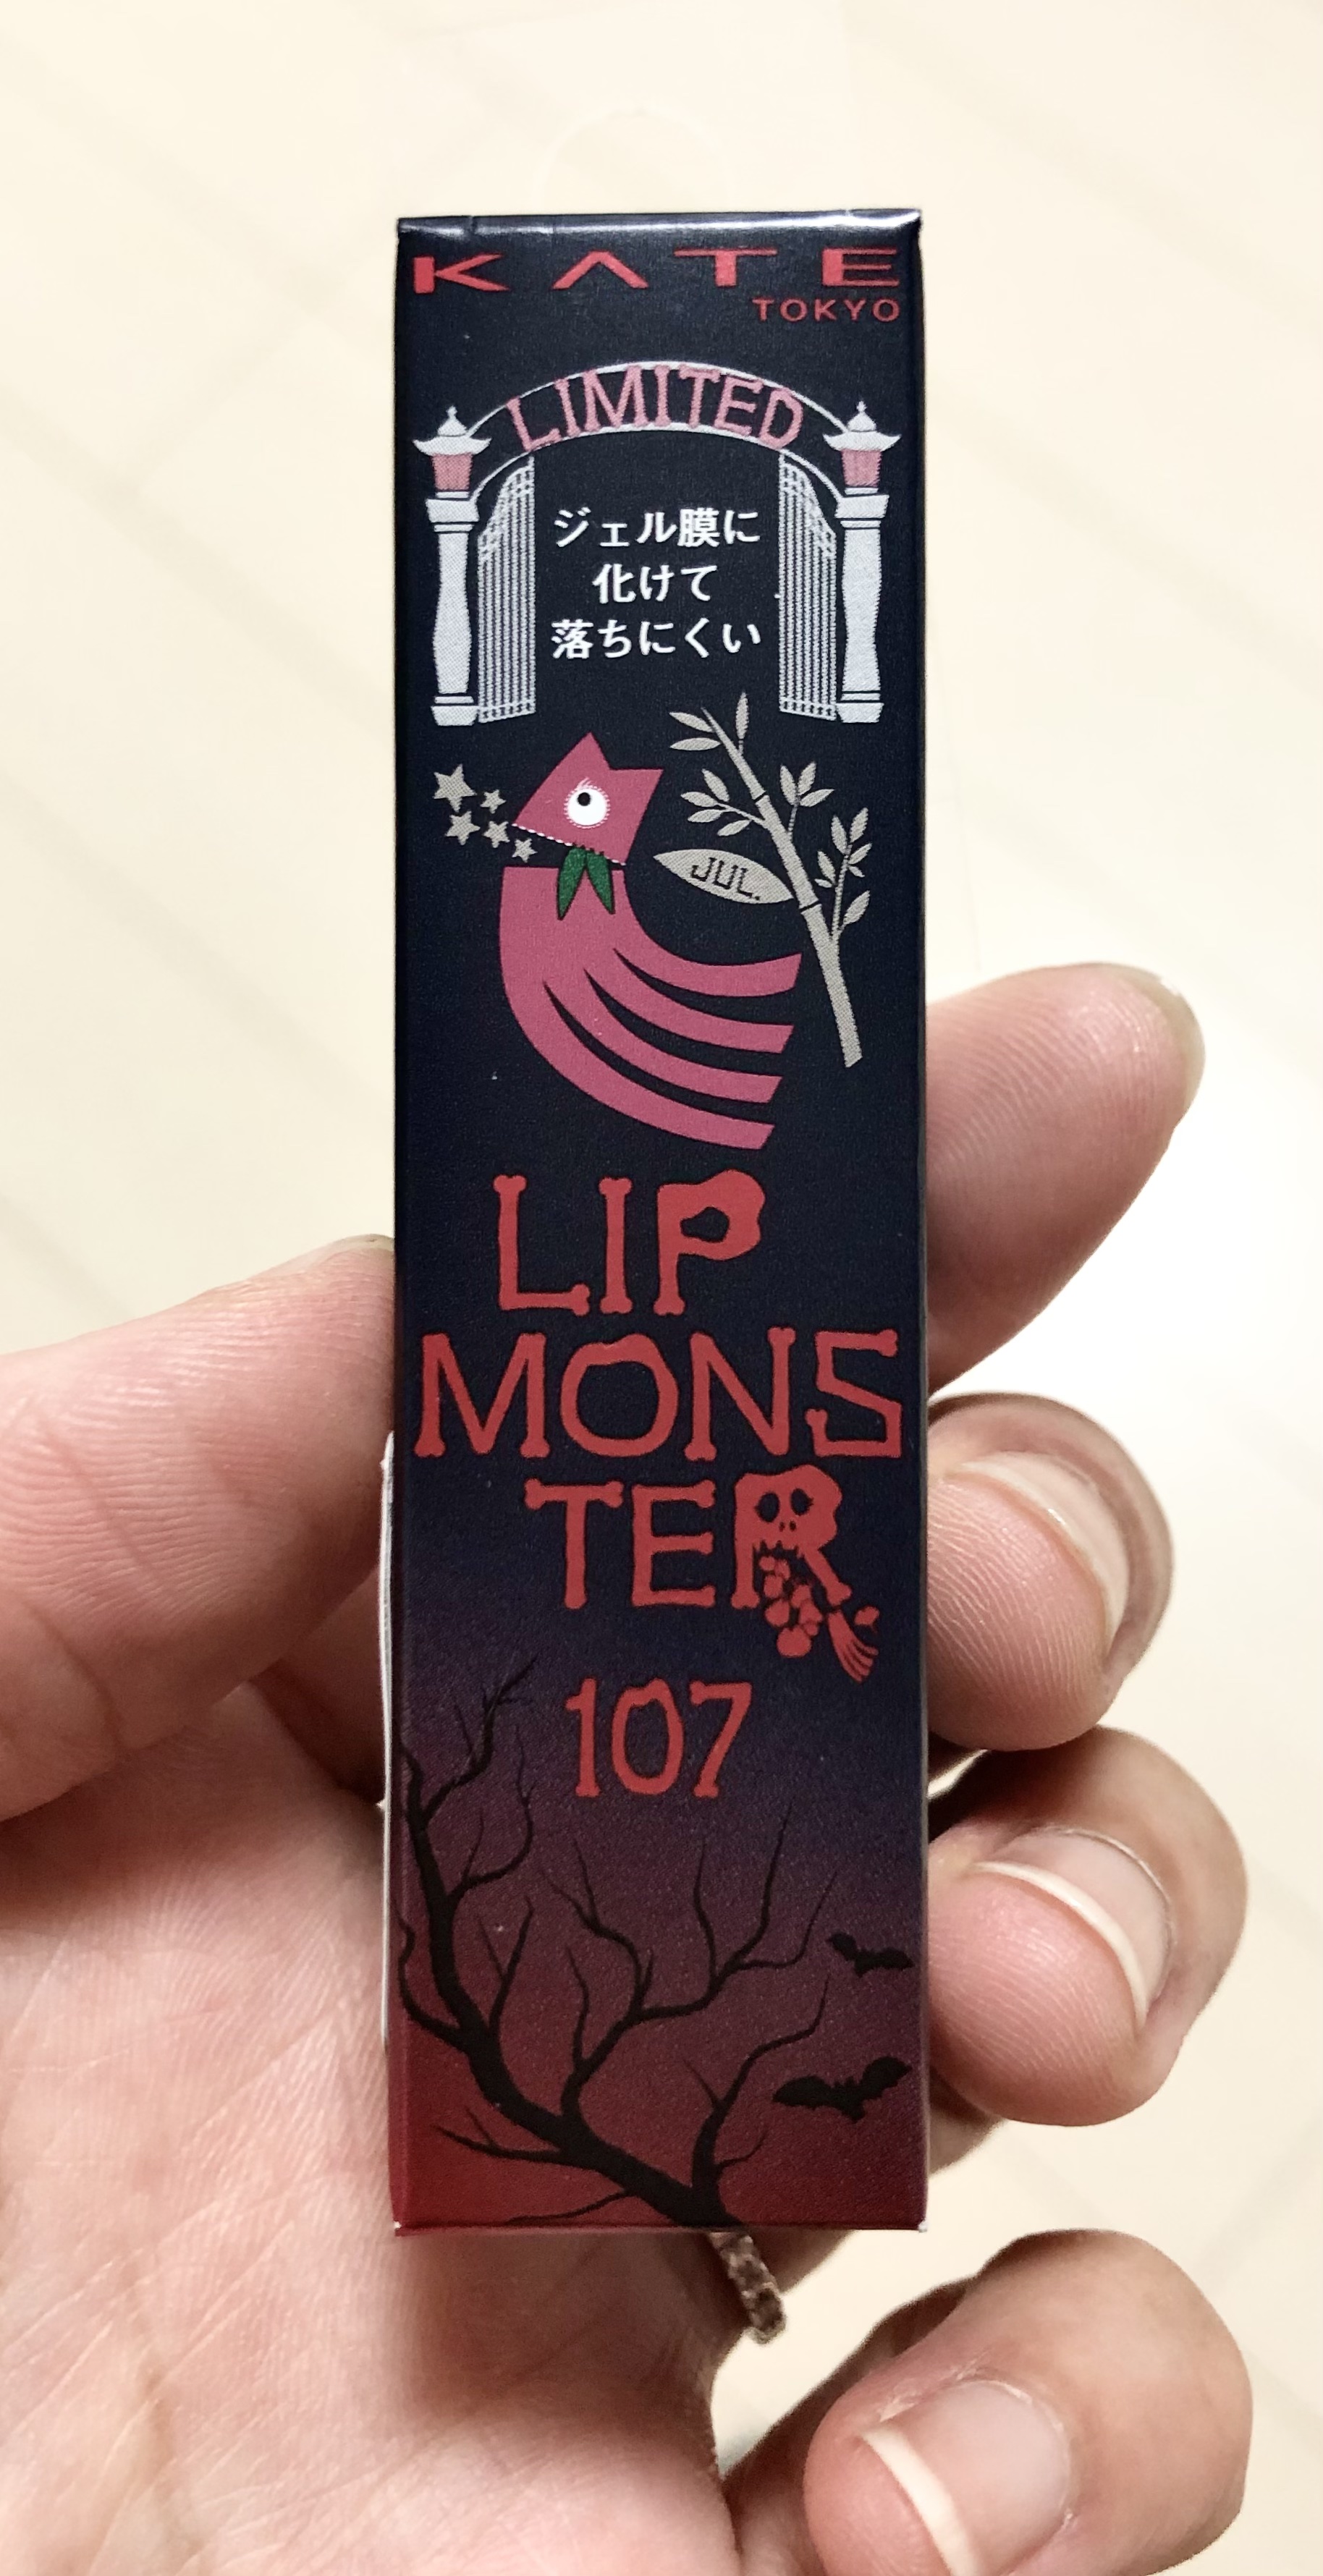 KATE
TOKYO
LIMITED
ジェル膜に
化けて
落ちにくい
JUL.
LIP
MONS
TER
107